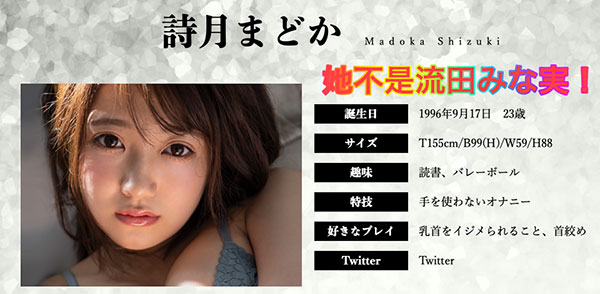 詩月まどか Madoka Shizuki
她不是流田みな実！
誕生日 1996年9月17日 23歳
サイズ T155cm/B99(H)/W59/H88
趣味 読書、バレーボール
特技 手を使わないオナニー
好きなプレイ 乳首をイジメられること、首絞め
Twitter Twitter